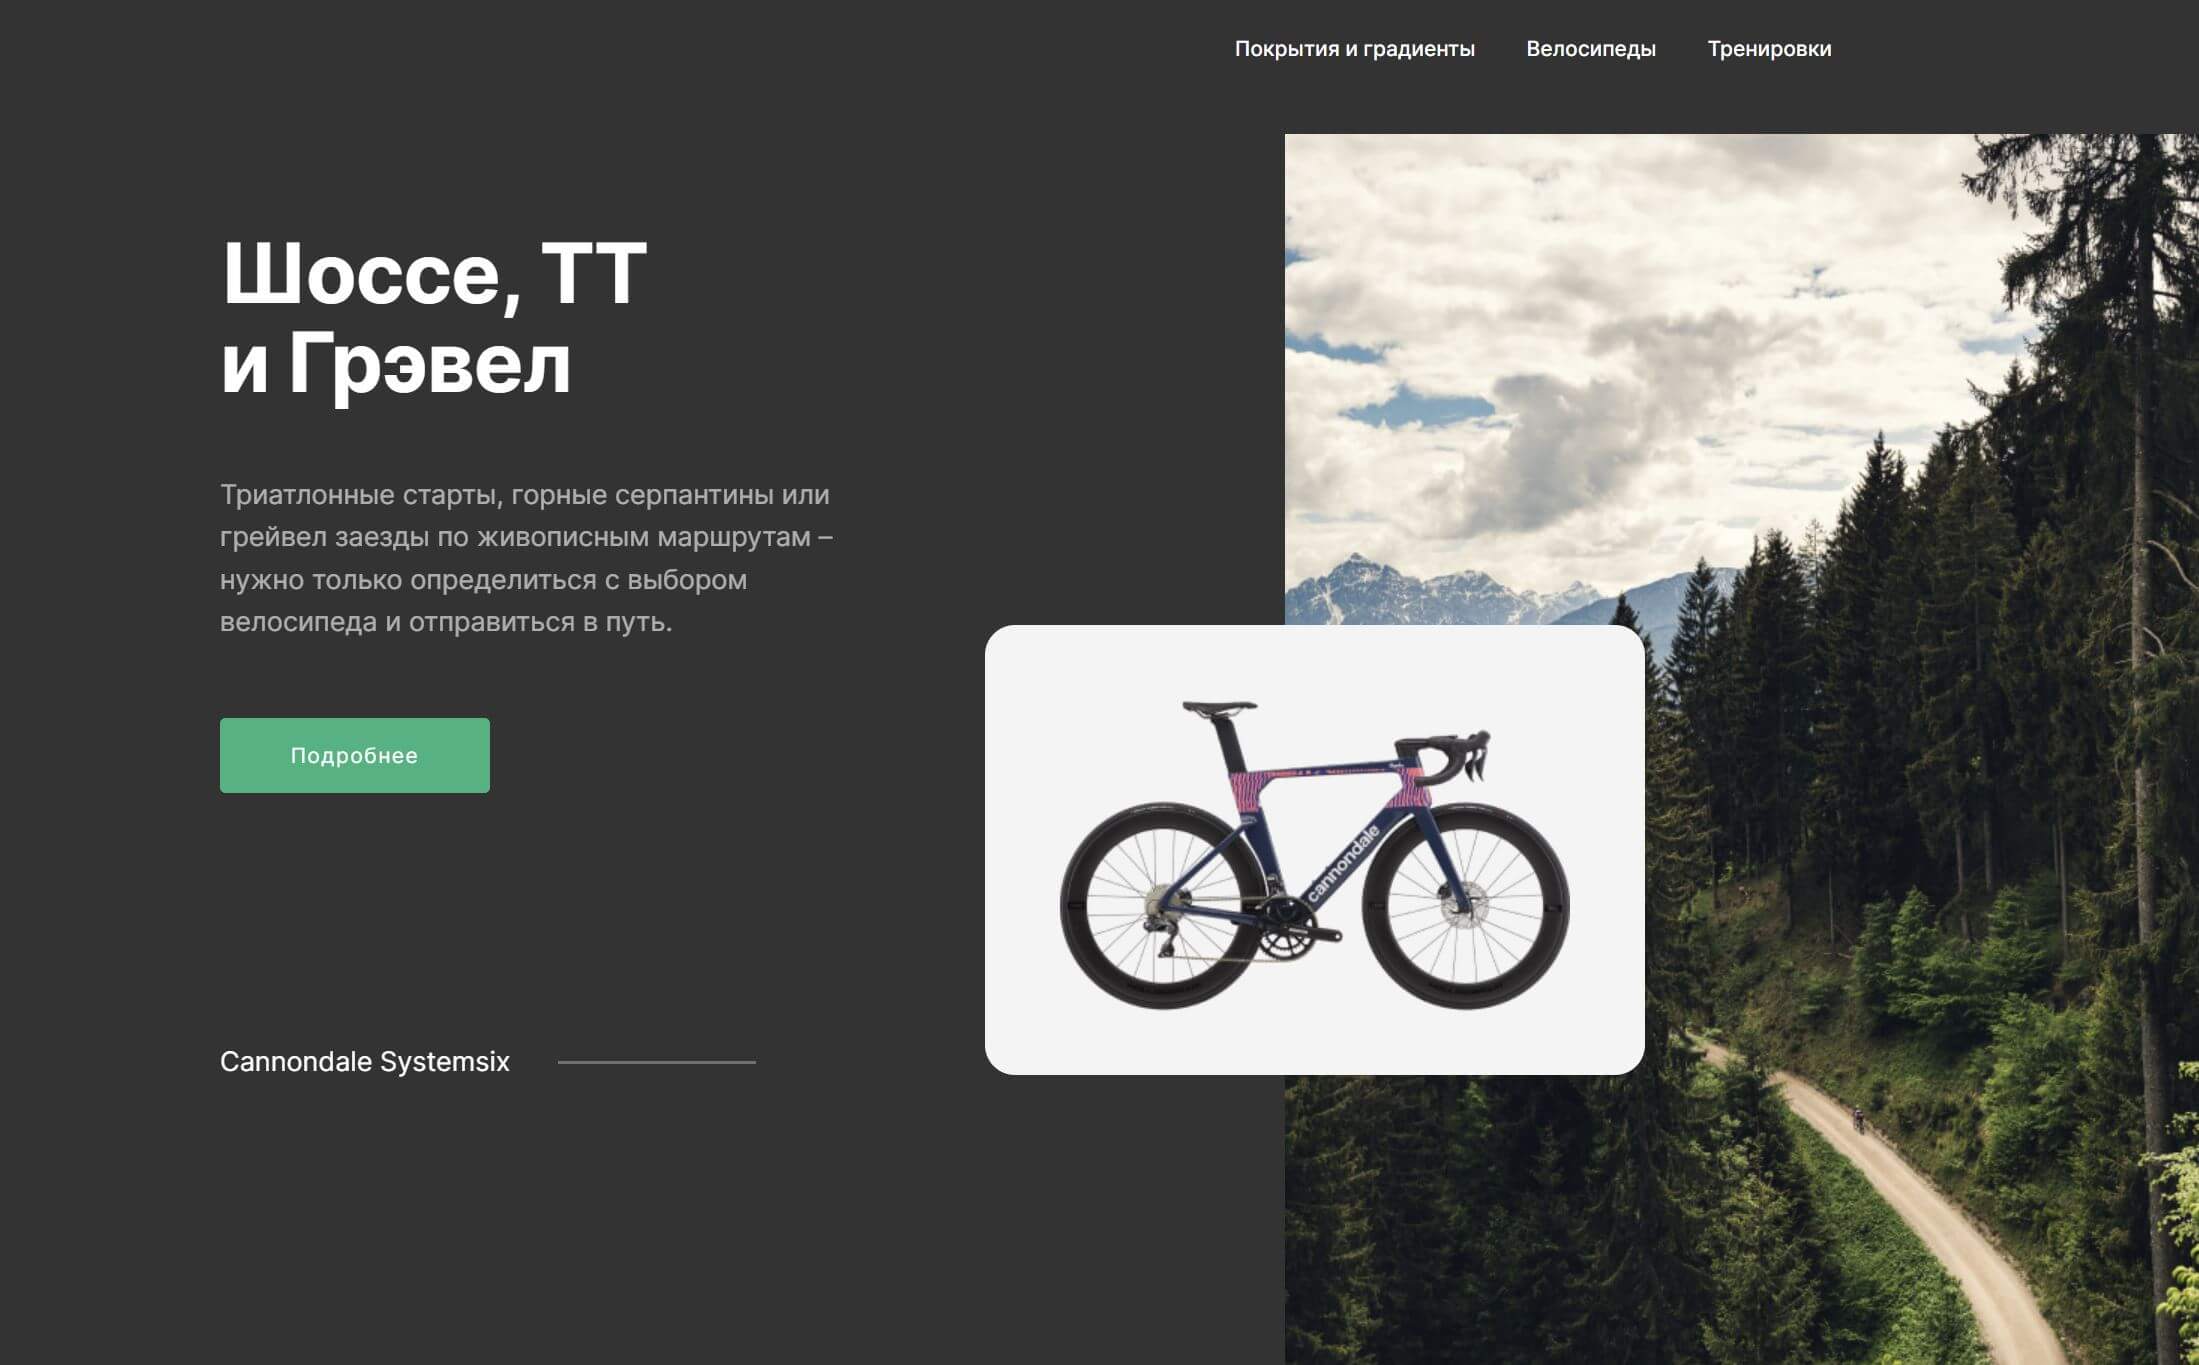 Покрытия и градиенты Велосипеды Тренировки
Шоссе, ТТ
и Грэвел
Триатлонные старты, горные серпантины или
грейвел заезды по живописным маршрутам –
нужно только определиться с выбором
велосипеда и отправиться в путь.
Подробнее
cannondale
Cannondale Systemsix